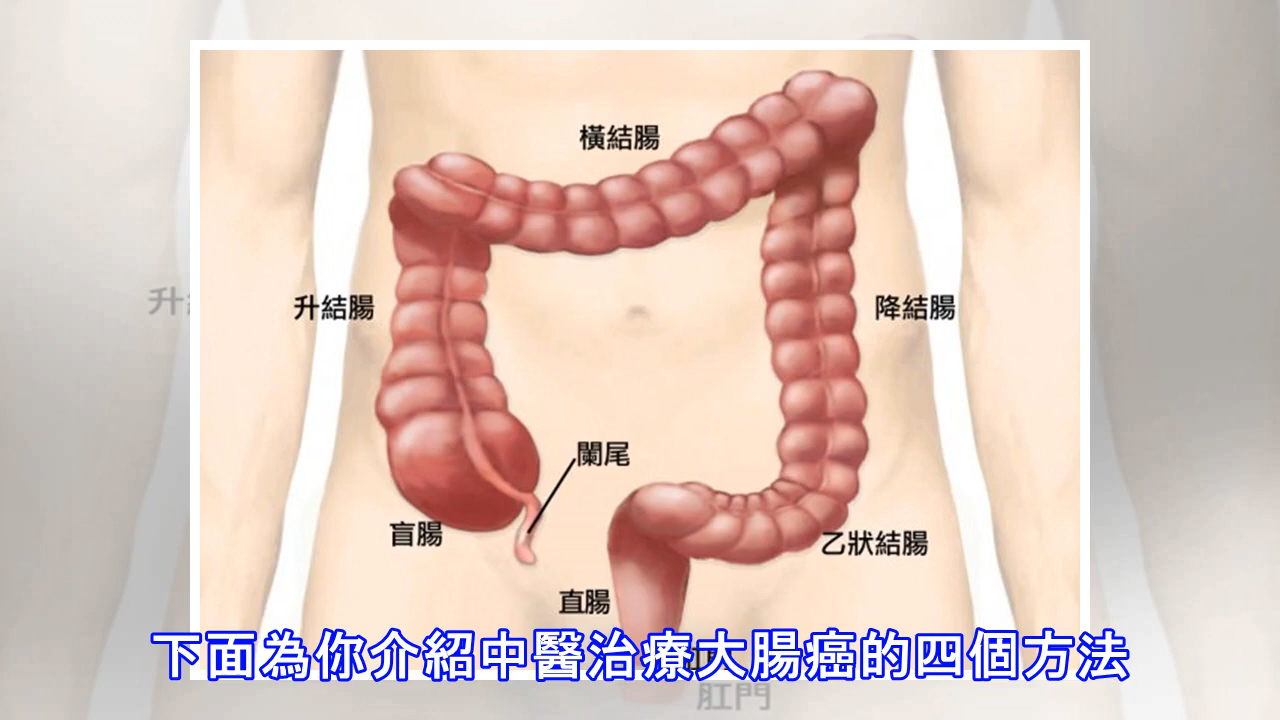 橫結腸
升結腸
降結腸
闌尾
盲腸
乙狀結腸
直腸
下面為你介紹中醫治療大腸癌的四個方法
肛門